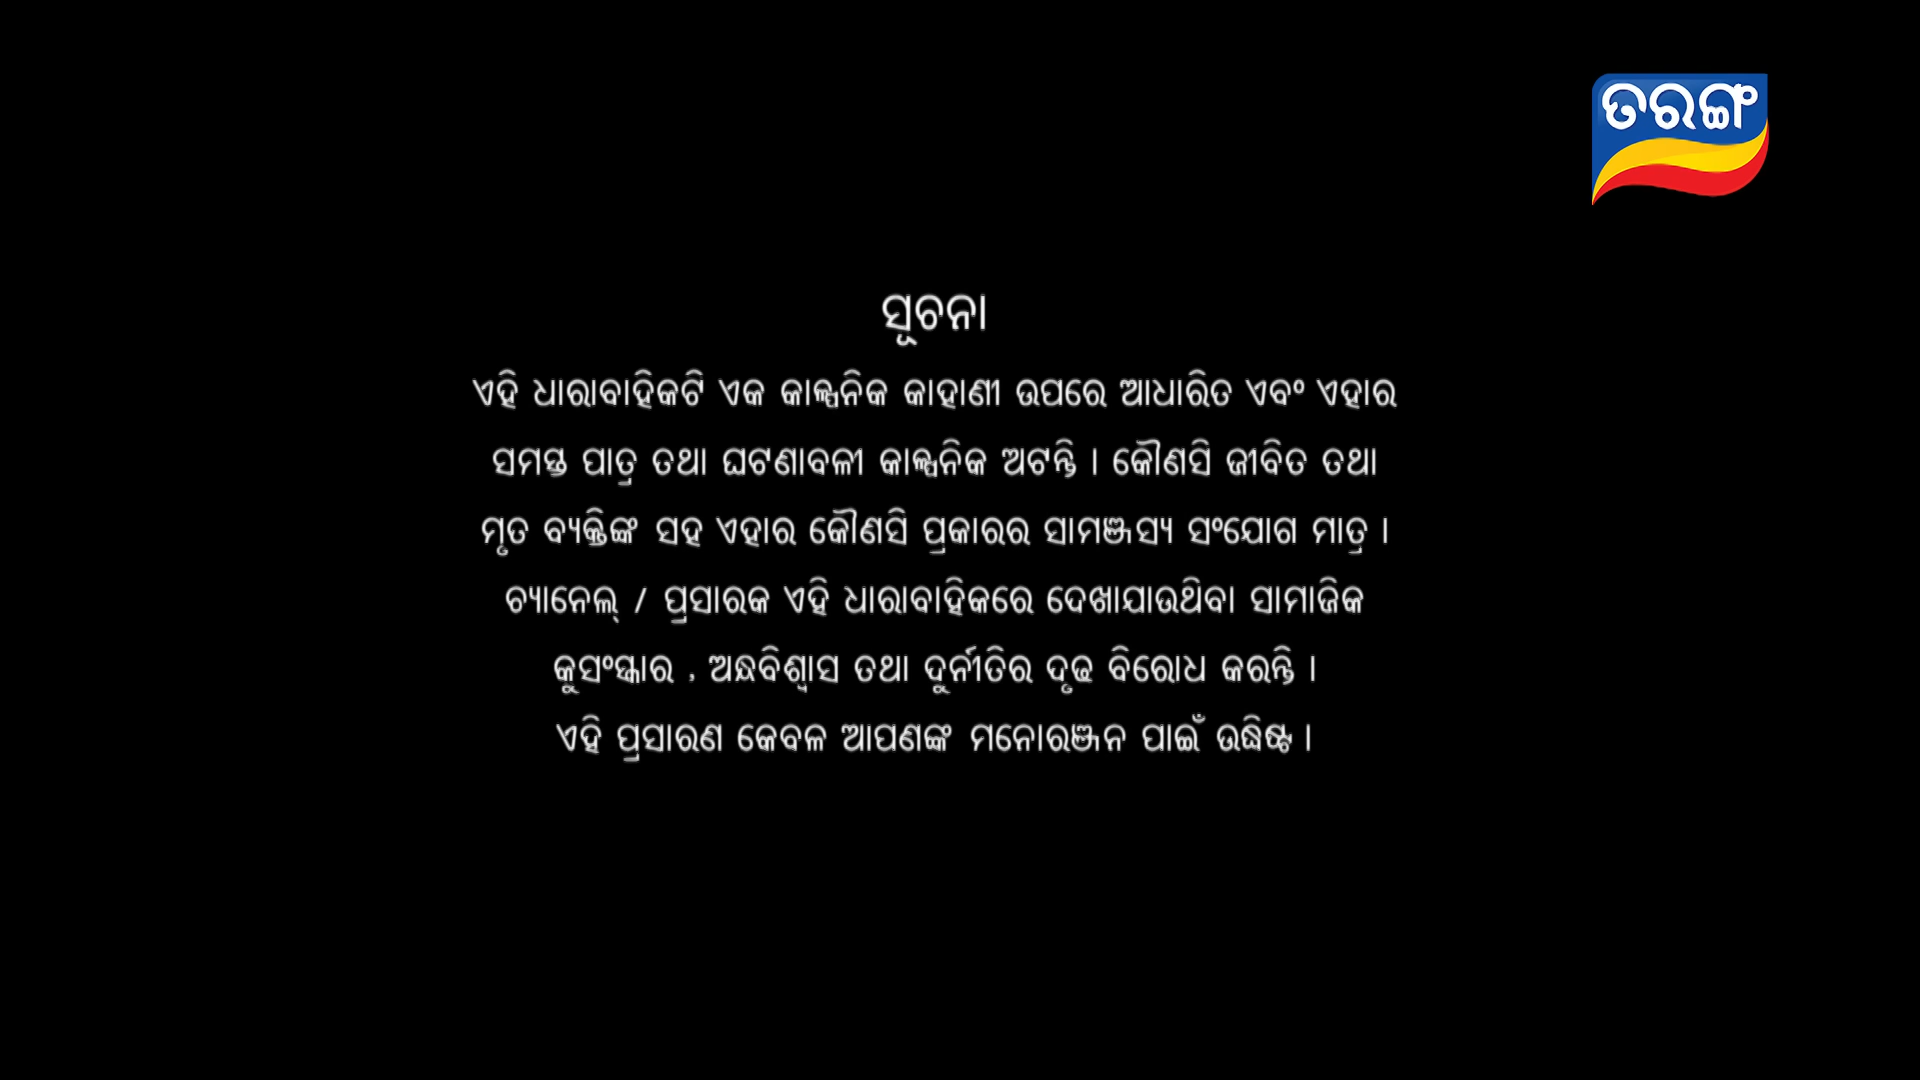 ତରଙ୍ଗ
ସୂଚନା
ଏହି ଧାରାବାହିକଟି ଏକ କାଳ୍ପନିକ କାହାଣୀ ଉପରେ ଆଧାରିତ ଏବଂ ଏହାର
ସମସ୍ତ ପାତ୍ର ତଥା ଘଟଣାବଳୀ କାଳ୍ପନିକ ଅଟନ୍ତି । କୌଣସି ଜୀବିତ ତଥା
ମୃତ ବ୍ୟକ୍ତିଙ୍କ ସହ ଏହାର କୌଣସି ପ୍ରକାରର ସାମଞ୍ଜସ୍ୟ ସଂଯୋଗ ମାତ୍ର ।
ଚ୍ୟାନେଲ୍ / ପ୍ରସାରକ ଏହି ଧାରାବାହିକରେ ଦେଖାଯାଉଥିବା ସାମାଜିକ
କୁସଂସ୍କାର , ଅନ୍ଧବିଶ୍ୱାସ ତଥା ଦୁର୍ନୀତିର ଦୃଢ ବିରୋଧ କରନ୍ତି ।
ଏହି ପ୍ରସାରଣ କେବଳ ଆପଣଙ୍କ ମନୋରଞ୍ଜନ ପାଇଁ ଉଦ୍ଧିଷ୍ଟ ।